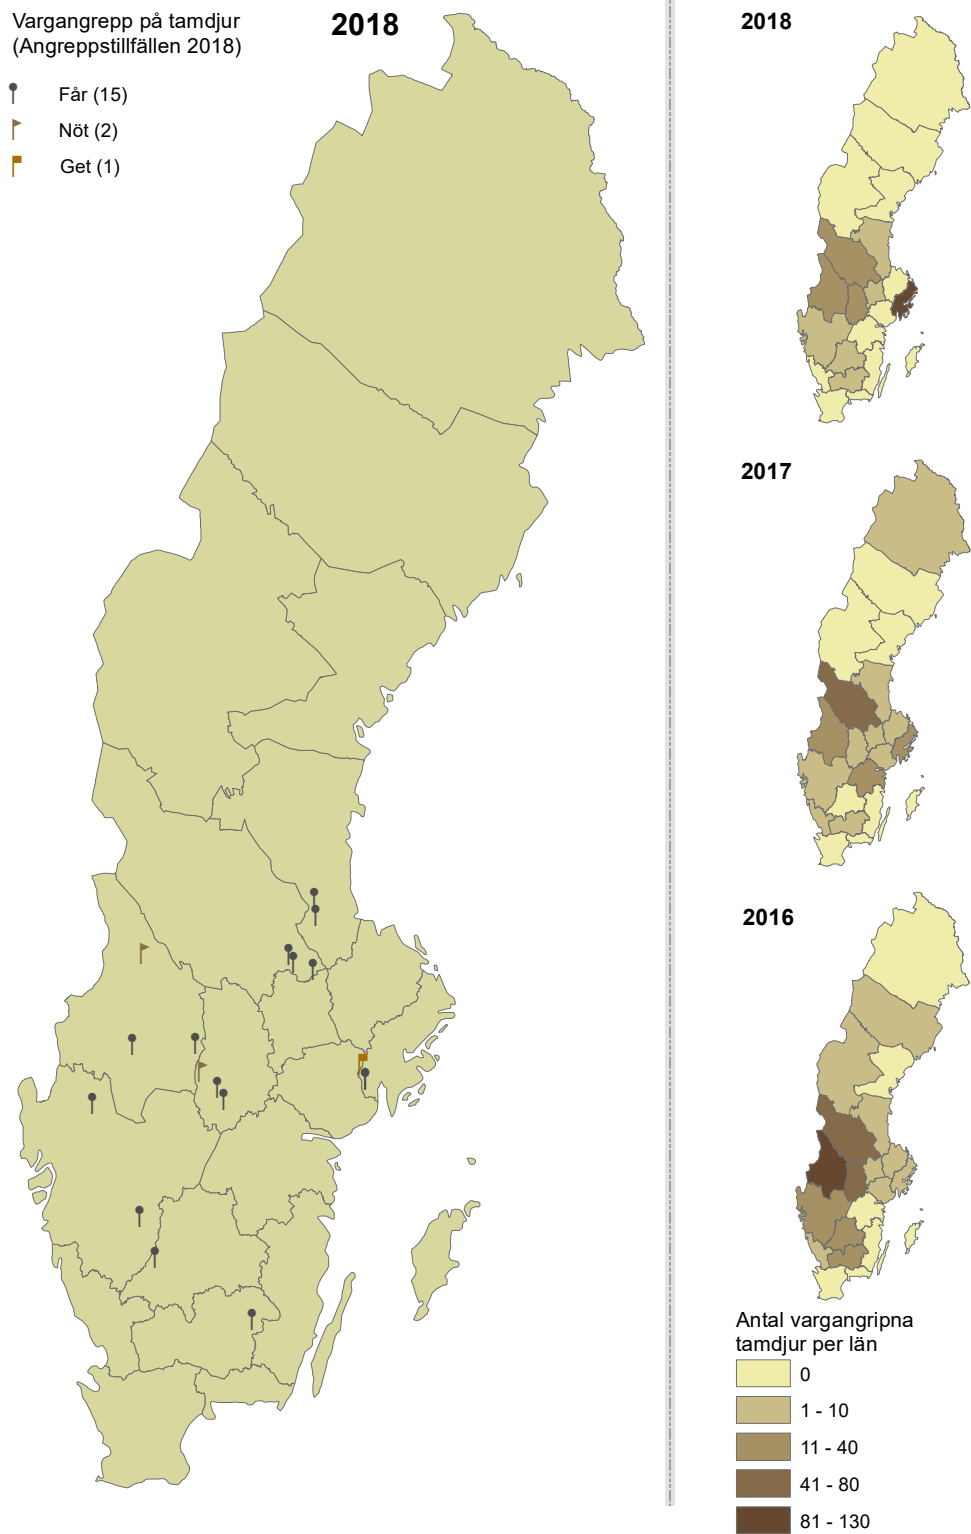 Vargangrepp på tamdjur
(Angreppstillfällen 2018)
Får (15)
Nöt (2)
Get (1)
2018
2018
2017
2016
Antal vargangripna
tamdjur per län
0
1 - 10
11 - 40
41 - 80
81 - 130